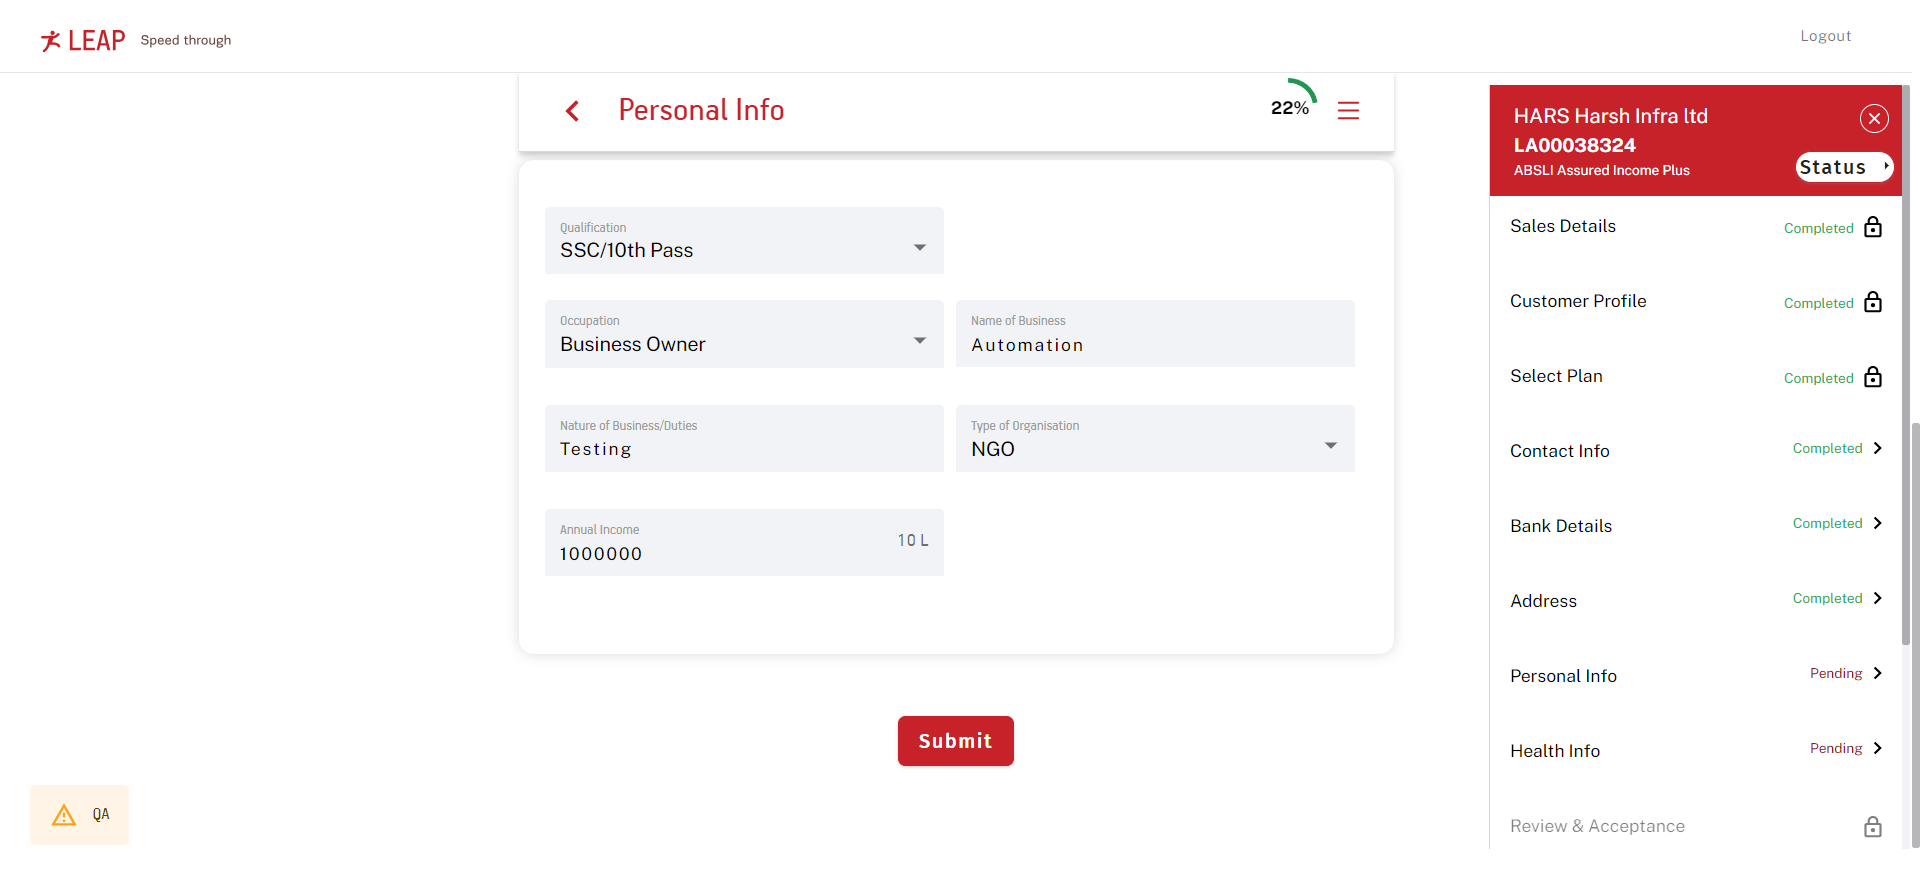 LEAP Speed through
Logout
Personal Info
22%
Qualification
SSC/10th Pass
Occupation
Business Owner
Name of Business
Automation
Nature of Business/Duties
Testing
Type of Organisation
NGO
Annual Income
1000000
10 L
Submit
QA
HARS Harsh Infra ltd
LA00038324
ABSLI Assured Income Plus
Status
Sales Details Completed
Customer Profile Completed
Select Plan Completed
Contact Info Completed
Bank Details Completed
Address Completed
Personal Info Pending
Health Info Pending
Review & Acceptance